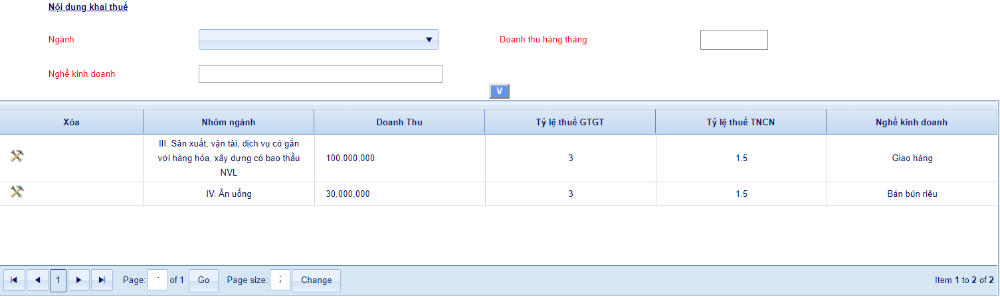 Nội dung khai thuế
Ngành
Doanh thu hàng tháng
Nghề kinh doanh
V
Xóa Nhóm ngành Doanh Thu Tỷ lệ thuế GTGT Tỷ lệ thuế TNCN Nghề kinh doanh
III. Sản xuất, vận tải, dịch vụ có gắn
với hàng hóa, xây dựng có bao thầu
NVL
100,000,000 3 1.5 Giao hàng
IV. Ăn uống 30,000,000 3 1.5 Bán bún riêu
1 Page: of 1 Go Page size: Change Item 1 to 2 of 2